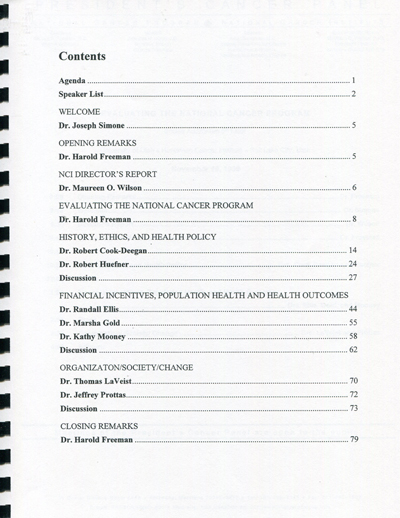 Contents
Agenda ........ 1
Speaker List ........ 2
WELCOME
Dr. Joseph Simone ........ 5
OPENING REMARKS
Dr. Harold Freeman ........ 5
NCI DIRECTOR'S REPORT
Dr. Maureen O. Wilson ........ 6
EVALUATING THE NATIONAL CANCER PROGRAM
Dr. Harold Freeman ........ 8
HISTORY, ETHICS, AND HEALTH POLICY
Dr. Robert Cook-Deegan ........ 14
Dr. Robert Huefner ........ 24
Discussion ........ 27
FINANCIAL INCENTIVES, POPULATION HEALTH AND HEALTH OUTCOMES
Dr. Randall Ellis ........ 44
Dr. Marsha Gold ........ 55
Dr. Kathy Mooney ........ 58
Discussion ........ 62
ORGANIZATON/SOCIETY/CHANGE
Dr. Thomas LaVeist ........ 70
Dr. Jeffrey Prottas ........ 72
Discussion ........ 73
CLOSING REMARKS
Dr. Harold Freeman ........ 79